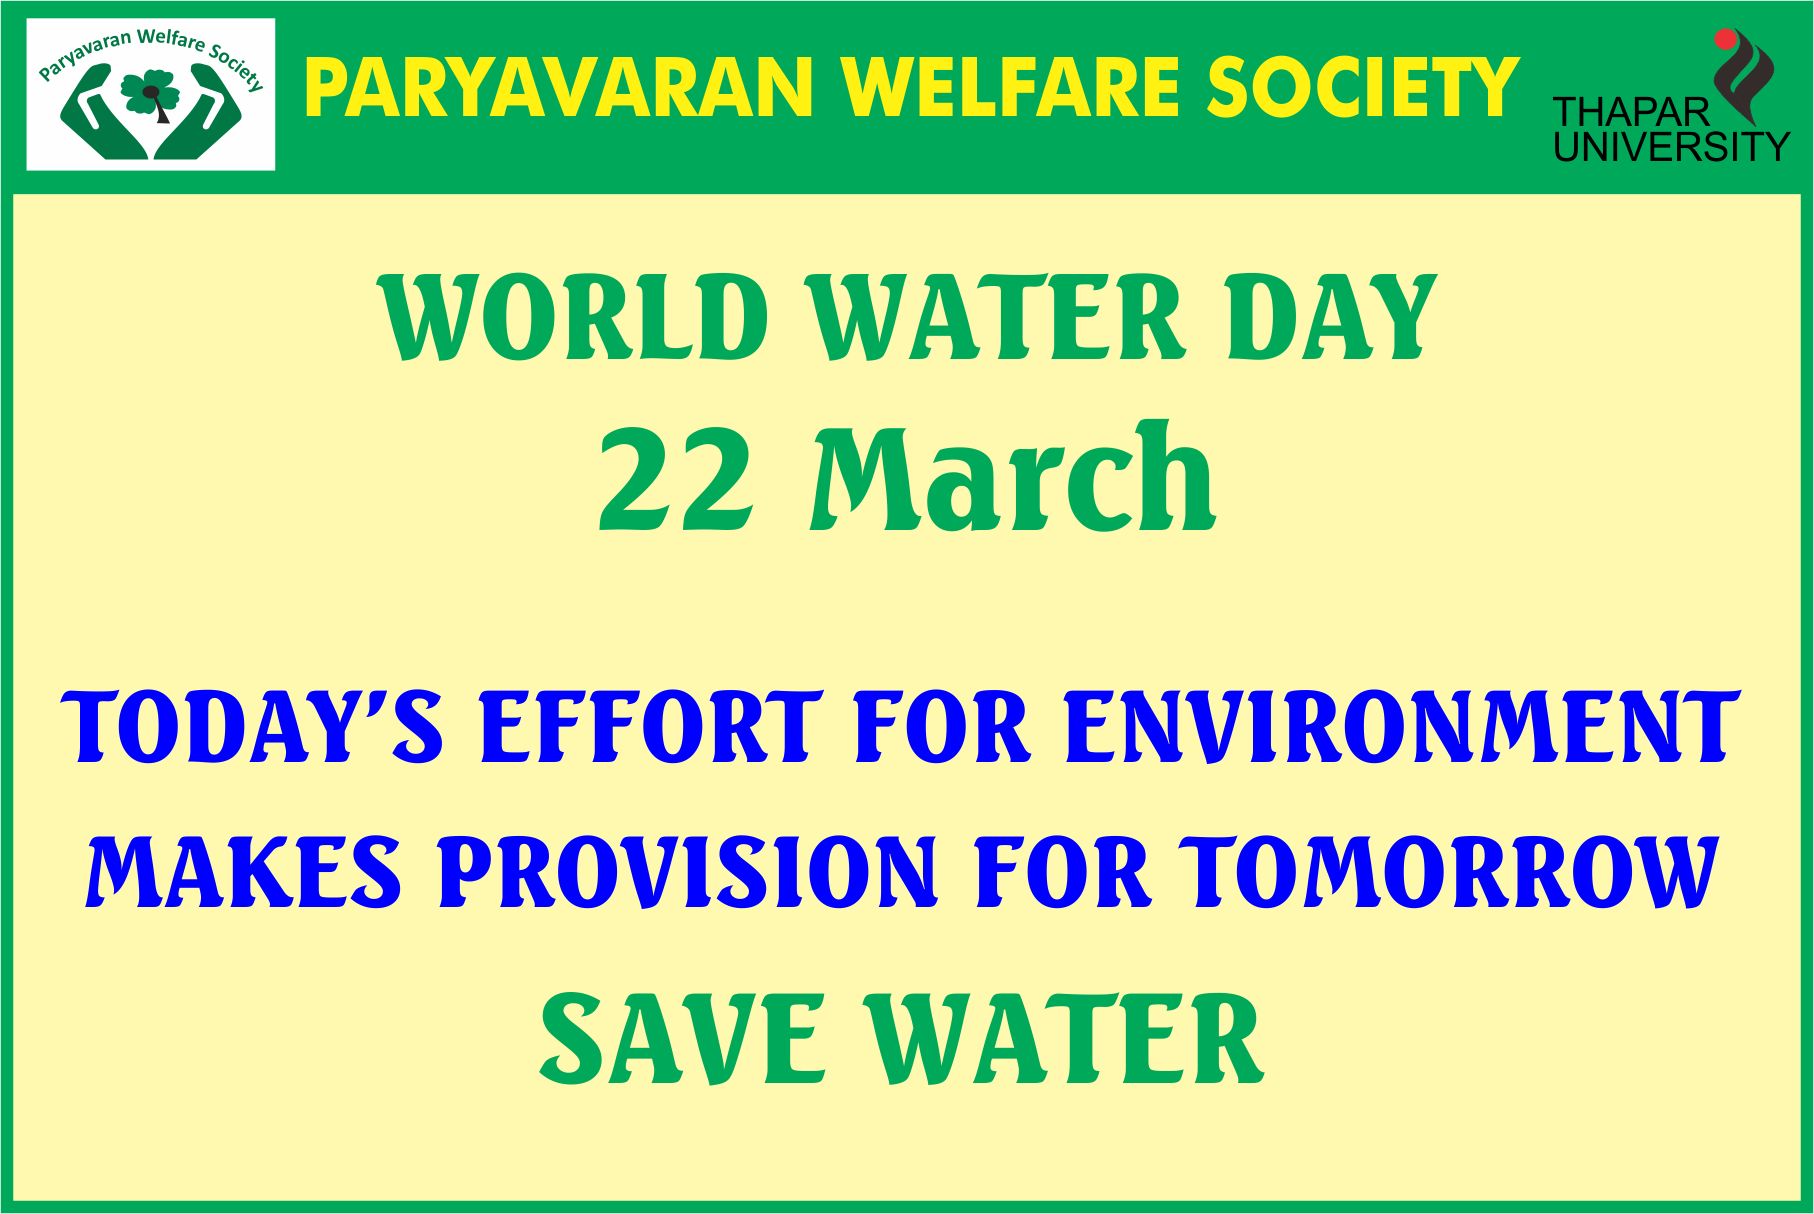 Paryavaran Welfare Society
PARYAVARAN WELFARE SOCIETY
THAPAR
UNIVERSITY
WORLD WATER DAY
22 March
TODAY’S EFFORT FOR ENVIRONMENT
MAKES PROVISION FOR TOMORROW
SAVE WATER